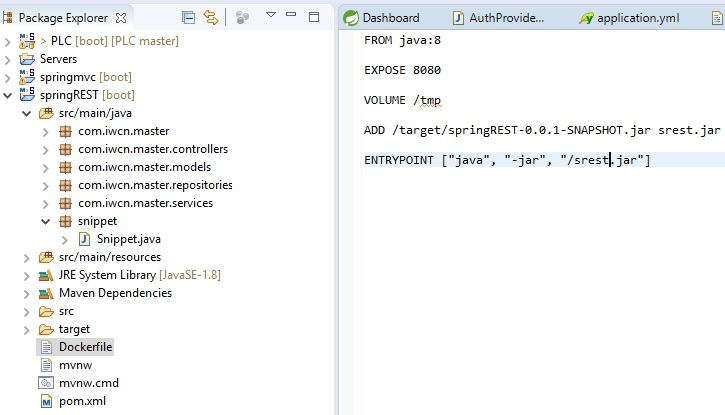 Package Explorer
> PLC [boot] [PLC master]
Servers
springmvc [boot]
springREST [boot]
src/main/java
com.iwcn.master
com.iwcn.master.controllers
com.iwcn.master.models
com.iwcn.master.repositories
com.iwcn.master.services
snippet
Snippet.java
src/main/resources
JRE System Library [JavaSE-1.8]
Maven Dependencies
src
target
Dockerfile
mvnw
mvnw.cmd
pom.xml
Dashboard
AuthProvide...
application.yml
FROM java:8
EXPOSE 8080
VOLUME /tmp
ADD /target/springREST-0.0.1-SNAPSHOT.jar srest.jar
ENTRYPOINT ["java", "-jar", "/srest.jar"]